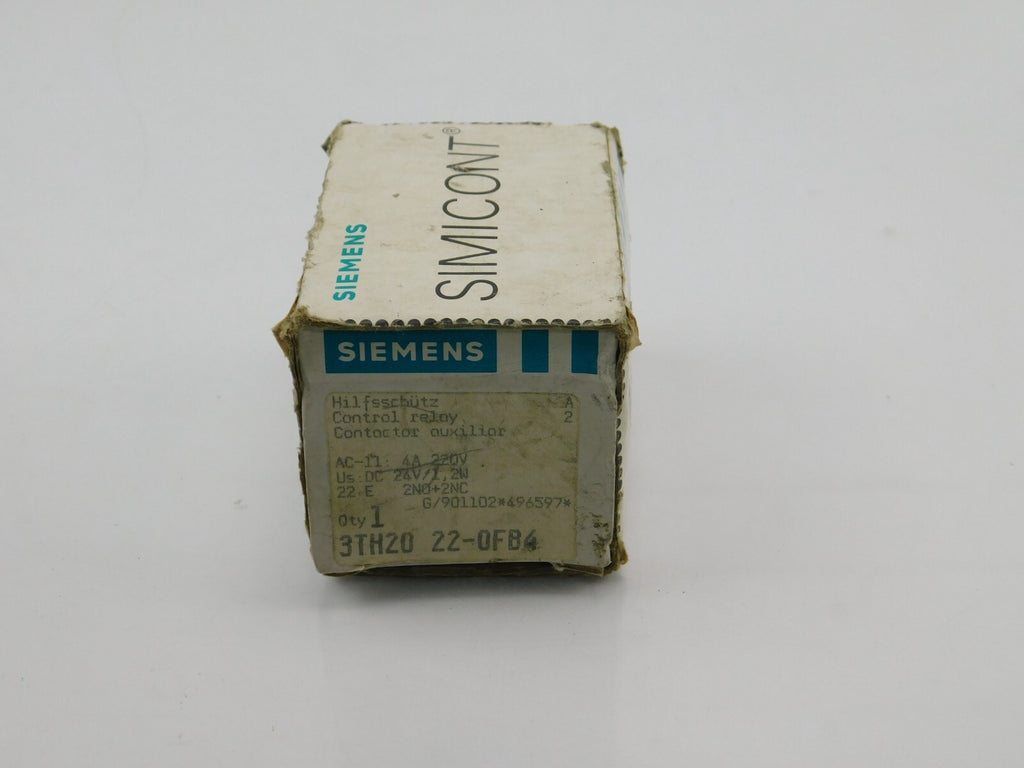 SIEMENS
SIMICONT®
SIEMENS
Hilfsschütz A
Control relay 2
Contactor auxiliar
AC-11: 4A 220V
Us:DC 24V/1,2W
22 E 2NO+2NC
G/901102*496597*
Qty 1
3TH20 22-0FB4